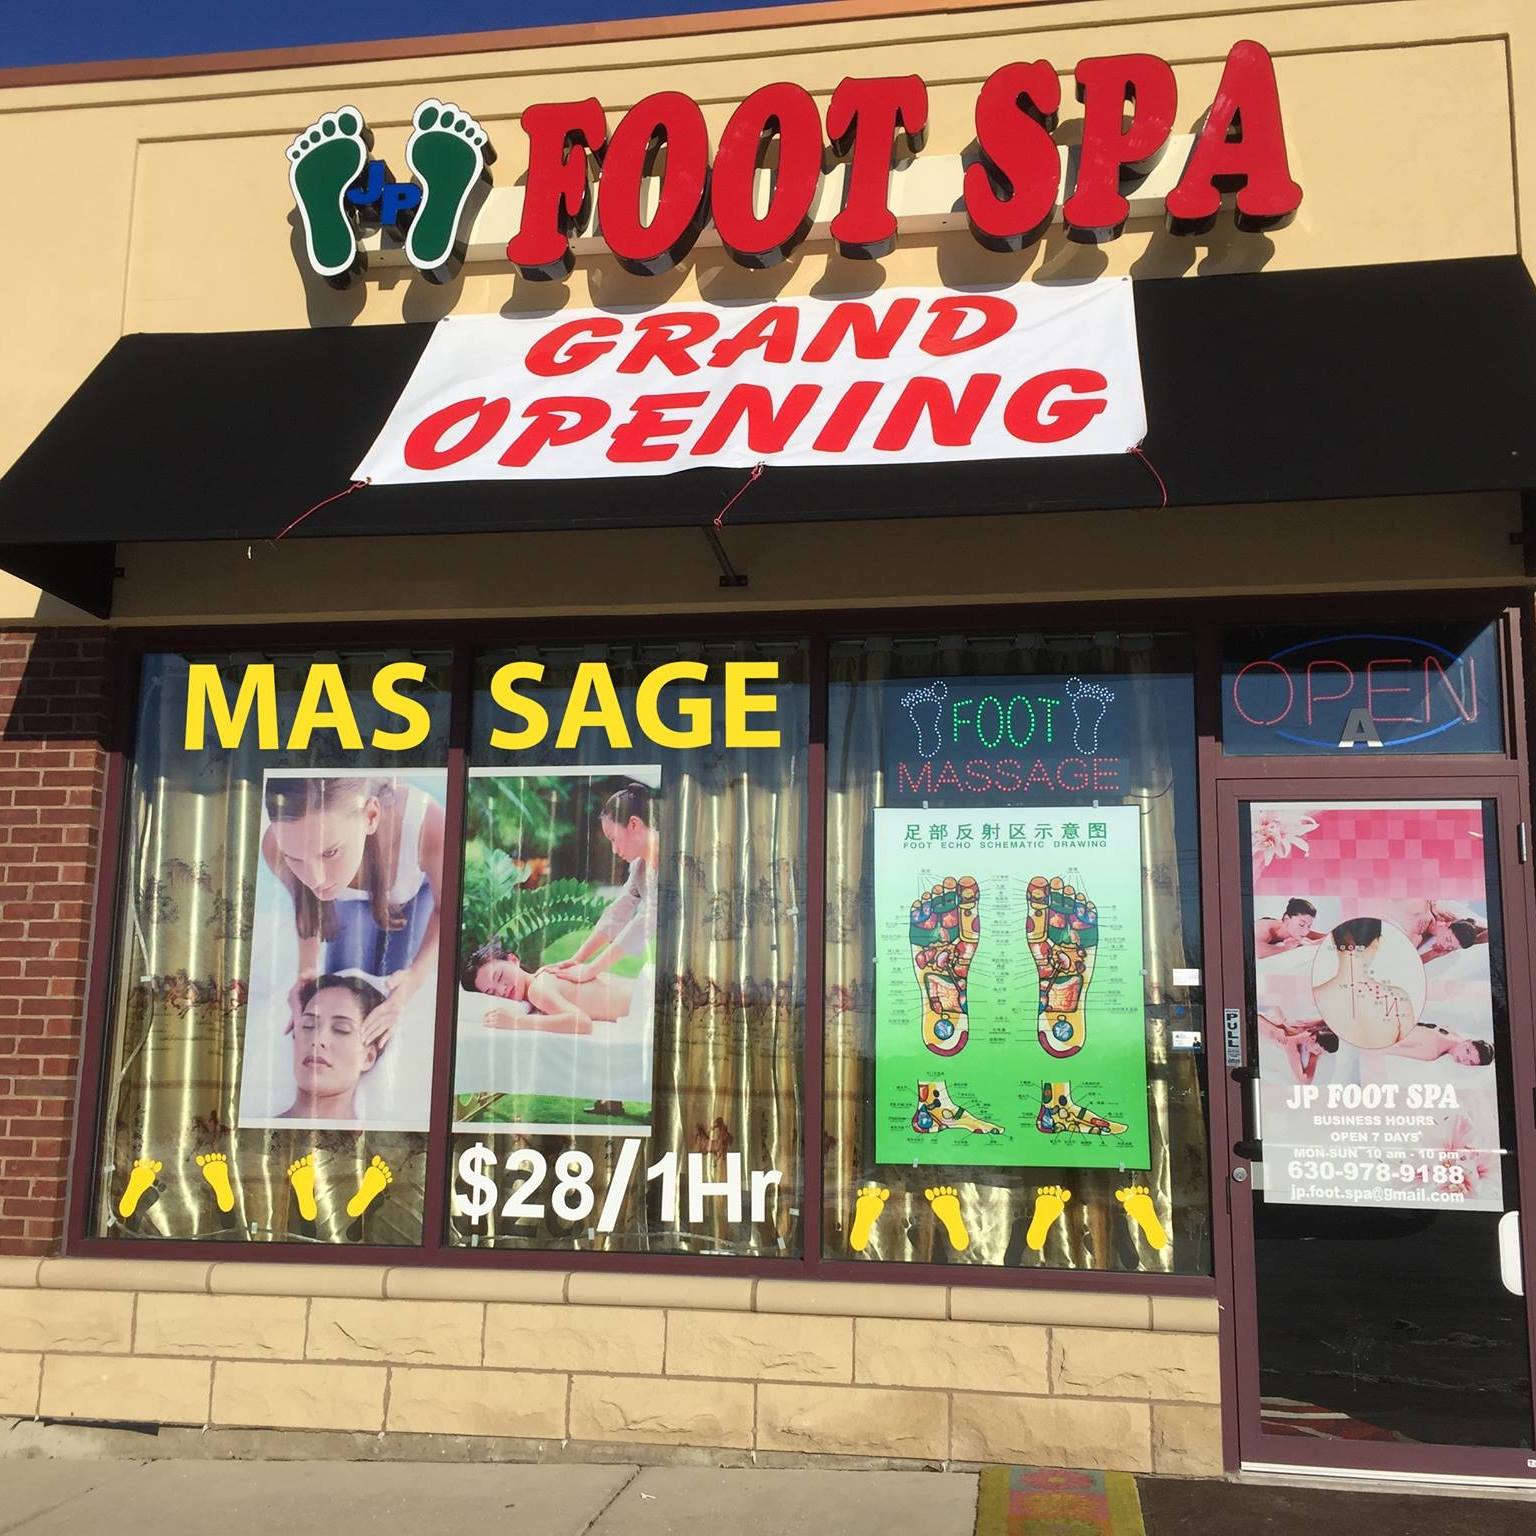 JP
FOOT SPA
GRAND
OPENING
MAS SAGE
$28/1Hr
FOOT
MASSAGE
足部反射区示意图
FOOT ECHO SCHEMATIC DRAWING
OPEN
A
PULL
JP FOOT SPA
BUSINESS HOURS
OPEN 7 DAYS
MON-SUN 10 am - 10 pm
630-978-9188
jp.foot.spa@gmail.com